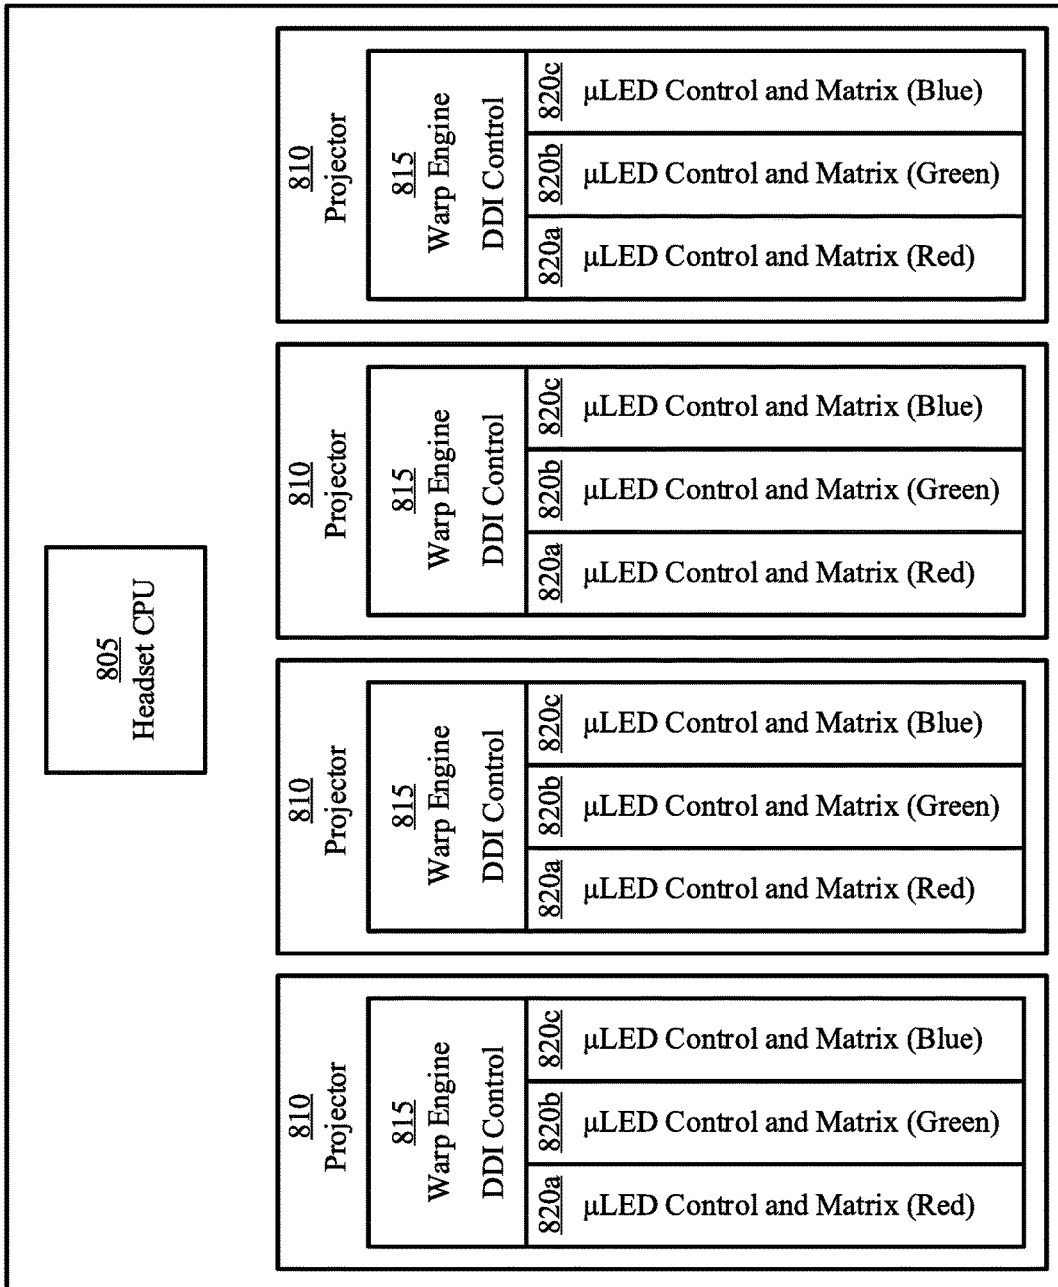 805
Headset CPU
810
Projector
815
Warp Engine
DDI Control
820a
μLED Control and Matrix (Red)
820b
μLED Control and Matrix (Green)
820c
μLED Control and Matrix (Blue)
810
Projector
815
Warp Engine
DDI Control
820a
μLED Control and Matrix (Red)
820b
μLED Control and Matrix (Green)
820c
μLED Control and Matrix (Blue)
810
Projector
815
Warp Engine
DDI Control
820a
μLED Control and Matrix (Red)
820b
μLED Control and Matrix (Green)
820c
μLED Control and Matrix (Blue)
810
Projector
815
Warp Engine
DDI Control
820a
μLED Control and Matrix (Red)
820b
μLED Control and Matrix (Green)
820c
μLED Control and Matrix (Blue)